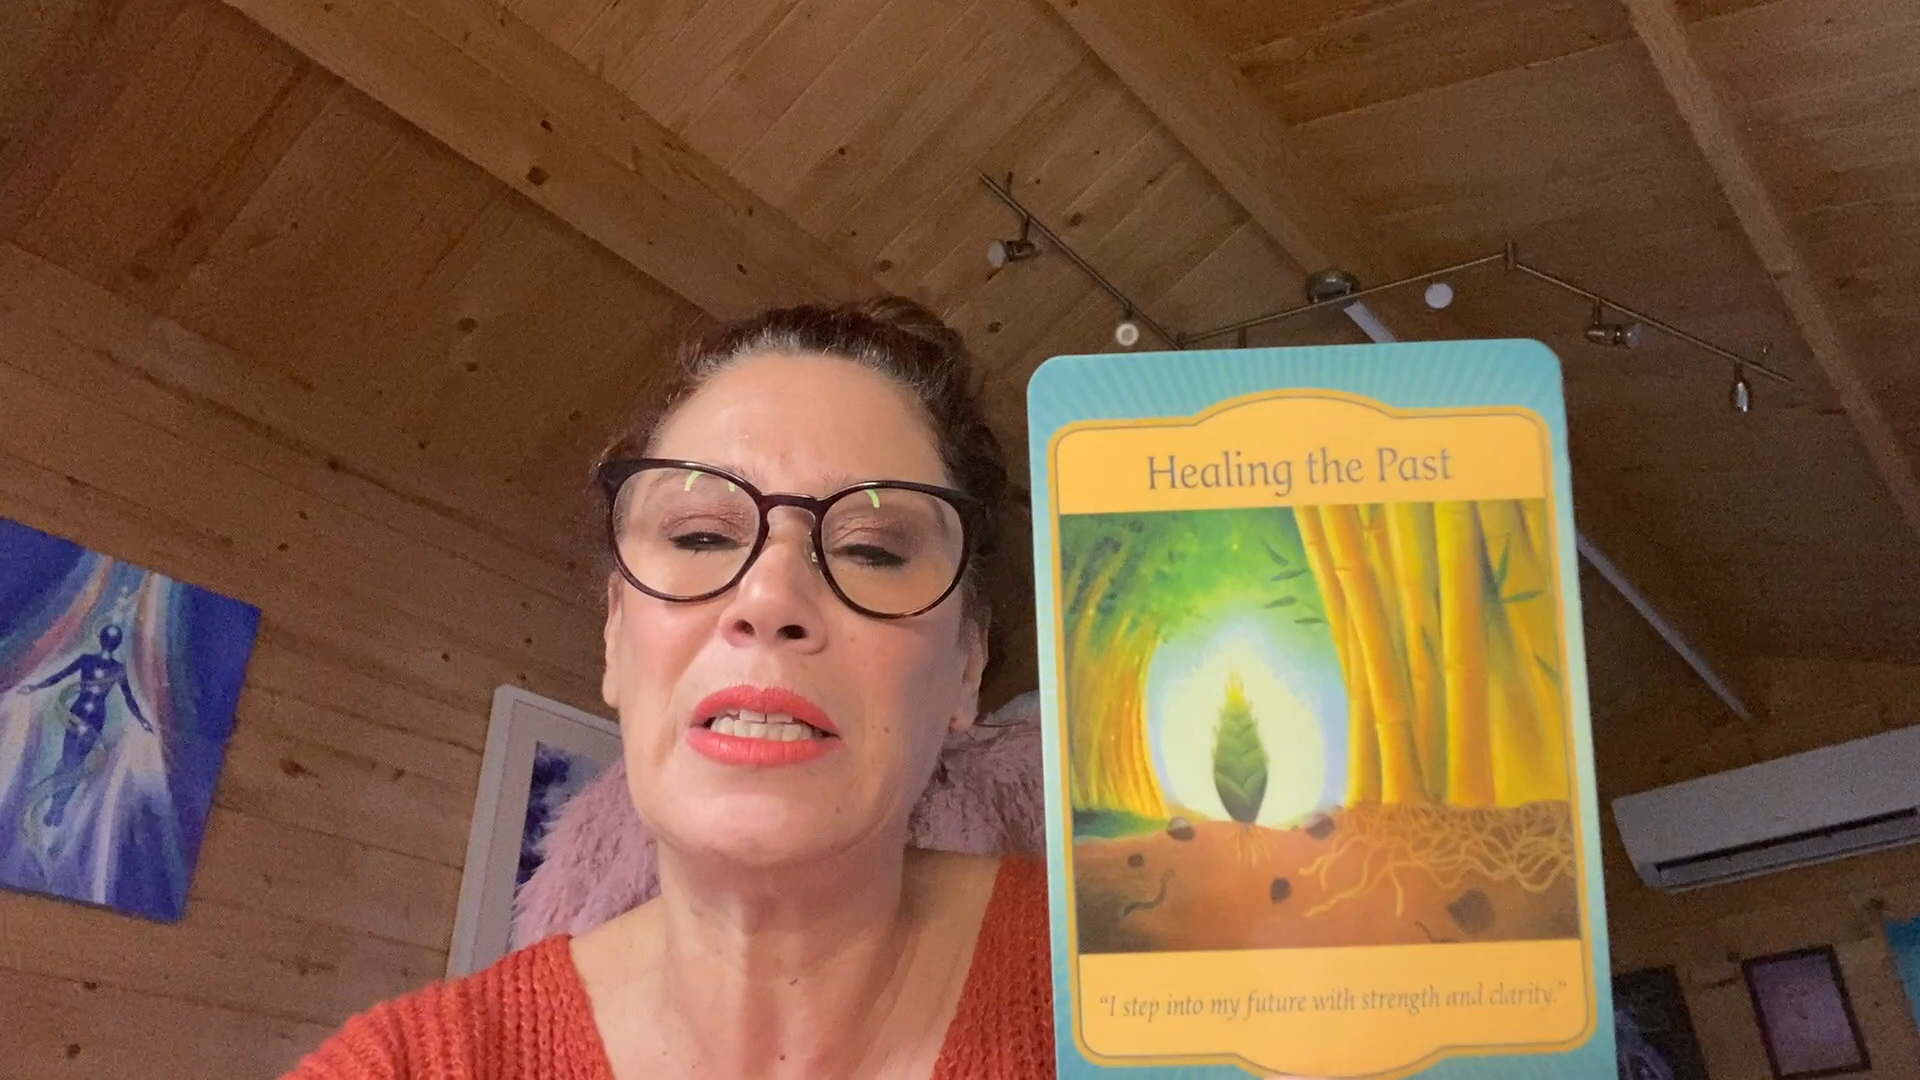 Healing the Past
"I step into my future with strength and clarity."